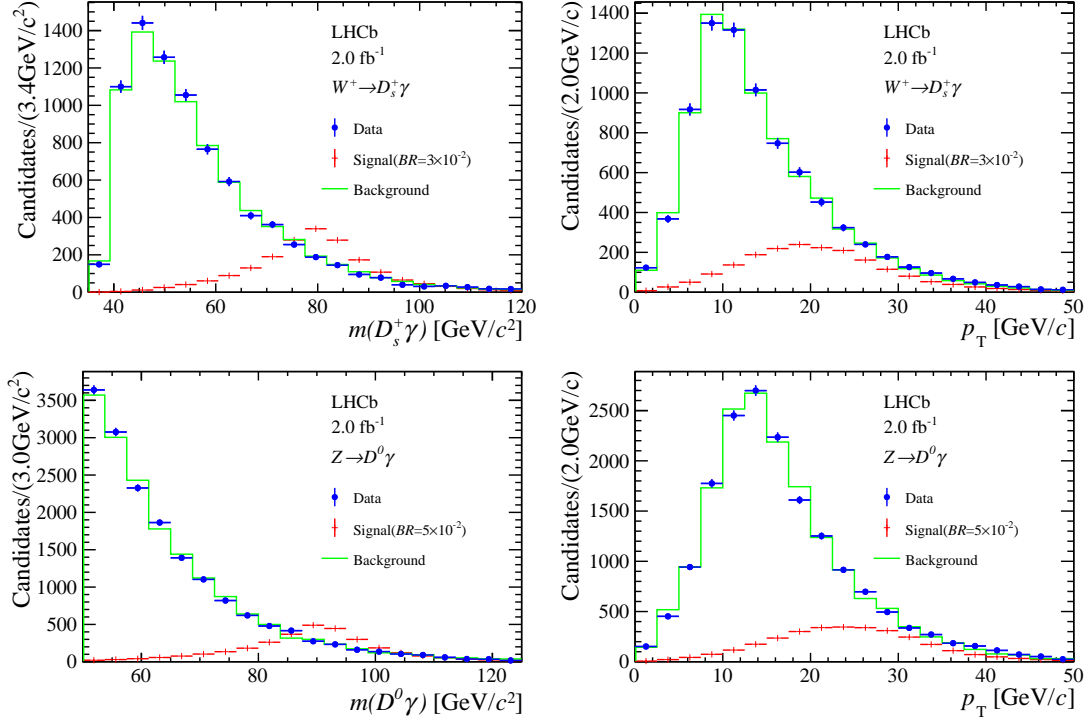 Candidates/(3.4GeV/c²)
1400
1200
1000
800
600
400
200
0
40 60 80 100 120
m(D_s^+γ) [GeV/c²]
LHCb
2.0 fb⁻¹
W⁺→D_s^+γ
Data
Signal(BR=3×10⁻²)
Background
Candidates/(2.0GeV/c)
1400
1200
1000
800
600
400
200
0
0 10 20 30 40 50
p_T [GeV/c]
LHCb
2.0 fb⁻¹
W⁺→D_s^+γ
Data
Signal(BR=3×10⁻²)
Background
Candidates/(3.0GeV/c²)
3500
3000
2500
2000
1500
1000
500
0
60 80 100 120
m(D⁰γ) [GeV/c²]
LHCb
2.0 fb⁻¹
Z→D⁰γ
Data
Signal(BR=5×10⁻²)
Background
Candidates/(2.0GeV/c)
2500
2000
1500
1000
500
0
0 10 20 30 40 50
p_T [GeV/c]
LHCb
2.0 fb⁻¹
Z→D⁰γ
Data
Signal(BR=5×10⁻²)
Background